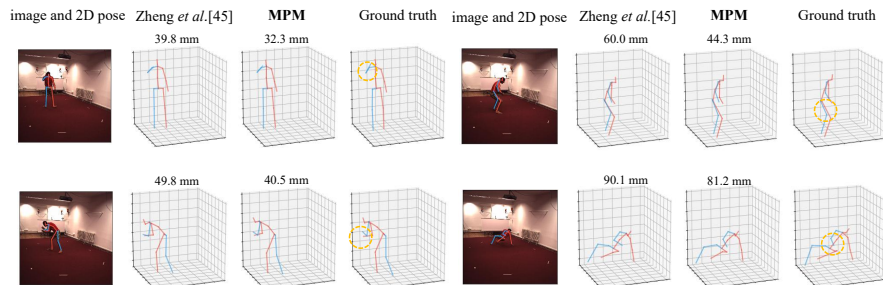 image and 2D pose Zheng et al.[45] MPM Ground truth image and 2D pose Zheng et al.[45] MPM Ground truth
39.8 mm 32.3 mm 60.0 mm 44.3 mm
49.8 mm 40.5 mm 90.1 mm 81.2 mm